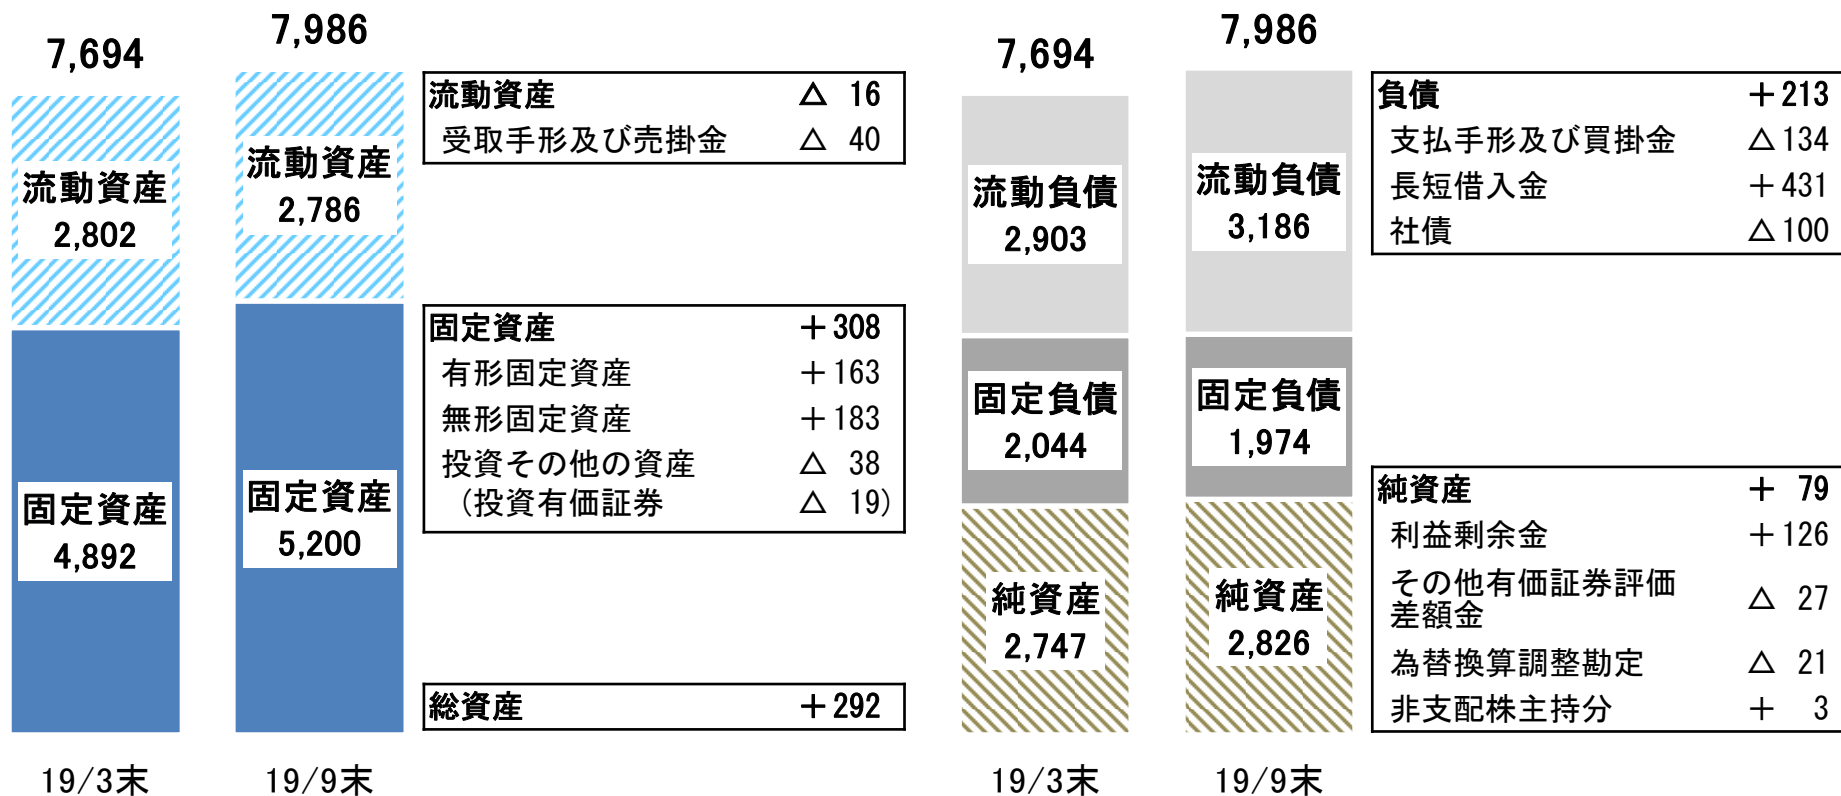 7,694
7,986
流動資産
2,802
流動資産
2,786
固定資産
4,892
固定資産
5,200
19/3末
19/9末
流動資産 △ 16
受取手形及び売掛金 △ 40
固定資産 +308
有形固定資産 +163
無形固定資産 +183
投資その他の資産 △ 38
(投資有価証券 △ 19)
総資産 +292
7,694
7,986
流動負債
2,903
流動負債
3,186
固定負債
2,044
固定負債
1,974
純資産
2,747
純資産
2,826
19/3末
19/9末
負債 +213
支払手形及び買掛金 △134
長短借入金 +431
社債 △100
純資産 + 79
利益剰余金 +126
その他有価証券評価
差額金 △ 27
為替換算調整勘定 △ 21
非支配株主持分 + 3